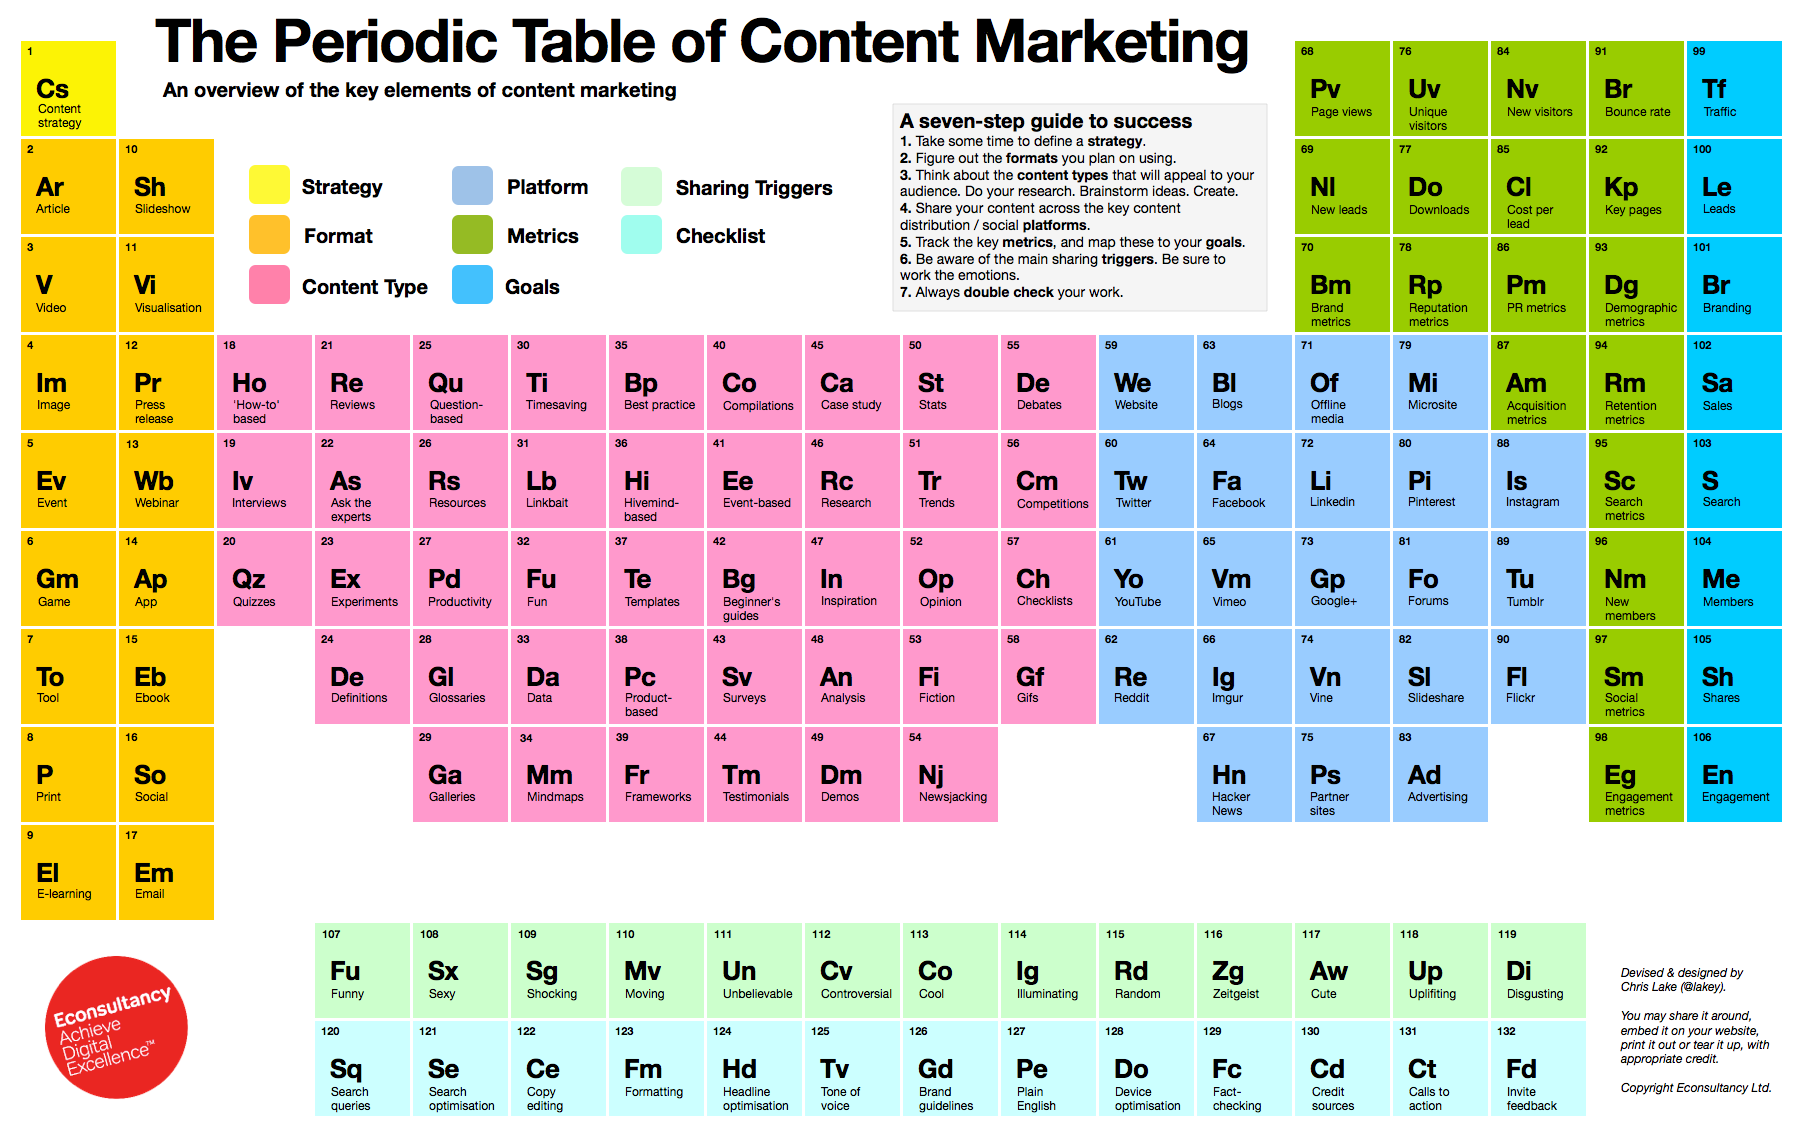 The Periodic Table of Content Marketing
An overview of the key elements of content marketing
Strategy
Format
Content Type
Platform
Metrics
Goals
Sharing Triggers
Checklist
A seven-step guide to success
1. Take some time to define a strategy.
2. Figure out the formats you plan on using.
3. Think about the content types that will appeal to your
audience. Do your research. Brainstorm ideas. Create.
4. Share your content across the key content
distribution / social platforms.
5. Track the key metrics, and map these to your goals.
6. Be aware of the main sharing triggers. Be sure to
work the emotions.
7. Always double check your work.
1
Cs
Content
strategy
68
Pv
Page views
76
Uv
Unique
visitors
84
Nv
New visitors
91
Br
Bounce rate
99
Tf
Traffic
2
Ar
Article
10
Sh
Slideshow
69
Nl
New leads
77
Do
Downloads
85
Cl
Cost per
lead
92
Kp
Key pages
100
Le
Leads
3
V
Video
11
Vi
Visualisation
70
Bm
Brand
metrics
78
Rp
Reputation
metrics
86
Pm
PR metrics
93
Dg
Demographic
metrics
101
Br
Branding
4
Im
Image
12
Pr
Press
release
18
Ho
'How-to'
based
21
Re
Reviews
25
Qu
Question-
based
30
Ti
Timesaving
35
Bp
Best practice
40
Co
Compilations
45
Ca
Case study
50
St
Stats
55
De
Debates
59
We
Website
63
Bl
Blogs
71
Of
Offline
media
79
Mi
Microsite
87
Am
Acquisition
metrics
94
Rm
Retention
metrics
102
Sa
Sales
5
Ev
Event
13
Wb
Webinar
19
Iv
Interviews
22
As
Ask the
experts
26
Rs
Resources
31
Lb
Linkbait
36
Hi
Hivemind-
based
41
Ee
Event-based
46
Rc
Research
51
Tr
Trends
56
Cm
Competitions
60
Tw
Twitter
64
Fa
Facebook
72
Li
Linkedin
80
Pi
Pinterest
88
Is
Instagram
95
Sc
Search
metrics
103
S
Search
6
Gm
Game
14
Ap
App
20
Qz
Quizzes
23
Ex
Experiments
27
Pd
Productivity
32
Fu
Fun
37
Te
Templates
42
Bg
Beginner's
guides
47
In
Inspiration
52
Op
Opinion
57
Ch
Checklists
61
Yo
YouTube
65
Vm
Vimeo
73
Gp
Google+
81
Fo
Forums
89
Tu
Tumblr
96
Nm
New
members
104
Me
Members
7
To
Tool
15
Eb
Ebook
24
De
Definitions
28
Gl
Glossaries
33
Da
Data
38
Pc
Product-
based
43
Sv
Surveys
48
An
Analysis
53
Fi
Fiction
58
Gf
Gifs
62
Re
Reddit
66
Ig
Imgur
74
Vn
Vine
82
Sl
Slideshare
90
Fl
Flickr
97
Sm
Social
metrics
105
Sh
Shares
8
P
Print
16
So
Social
29
Ga
Galleries
34
Mm
Mindmaps
39
Fr
Frameworks
44
Tm
Testimonials
49
Dm
Demos
54
Nj
Newsjacking
67
Hn
Hacker
News
75
Ps
Partner
sites
83
Ad
Advertising
98
Eg
Engagement
metrics
106
En
Engagement
9
El
E-learning
17
Em
Email
107
Fu
Funny
108
Sx
Sexy
109
Sg
Shocking
110
Mv
Moving
111
Un
Unbelievable
112
Cv
Controversial
113
Co
Cool
114
Ig
Illuminating
115
Rd
Random
116
Zg
Zeitgeist
117
Aw
Cute
118
Up
Uplifiting
119
Di
Disgusting
120
Sq
Search
queries
121
Se
Search
optimisation
122
Ce
Copy
editing
123
Fm
Formatting
124
Hd
Headline
optimisation
125
Tv
Tone of
voice
126
Gd
Brand
guidelines
127
Pe
Plain
English
128
Do
Device
optimisation
129
Fc
Fact-
checking
130
Cd
Credit
sources
131
Ct
Calls to
action
132
Fd
Invite
feedback
Econsultancy
Achieve
Digital
Excellence™
Devised & designed by
Chris Lake (@lakey).
You may share it around,
embed it on your website,
print it out or tear it up, with
appropriate credit.
Copyright Econsultancy Ltd.